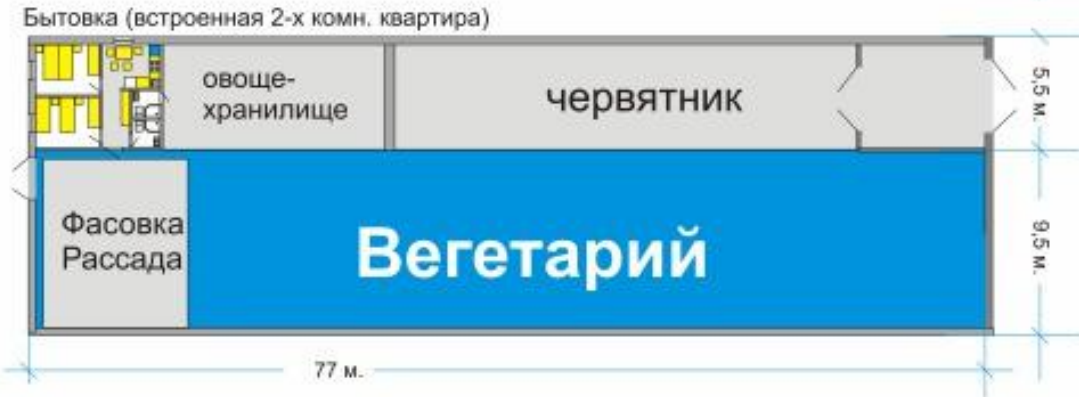 Бытовка (встроенная 2-х комн. квартира)
овоще-
хранилище
червятник
5,5 м.
Фасовка
Рассада
Вегетарий
9,5 м.
77 м.